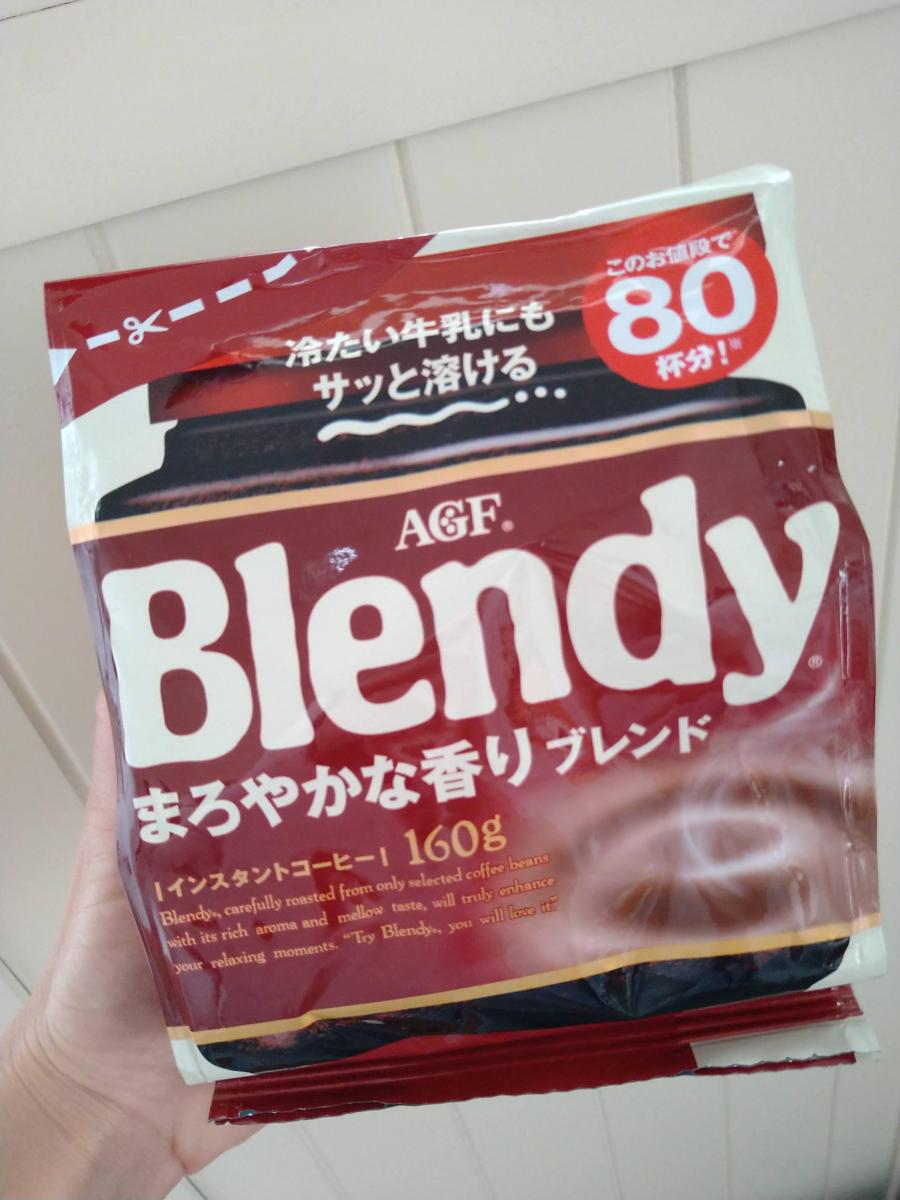 このお値段で
80
杯分!※
冷たい牛乳にも
サッと溶ける
AGF®
Blendy®
まろやかな香りブレンド
インスタントコーヒー 160g
Blendy®, carefully roasted from only selected coffee beans
with its rich aroma and mellow taste, will truly enhance
your relaxing moments. “Try Blendy®, you will love it!”